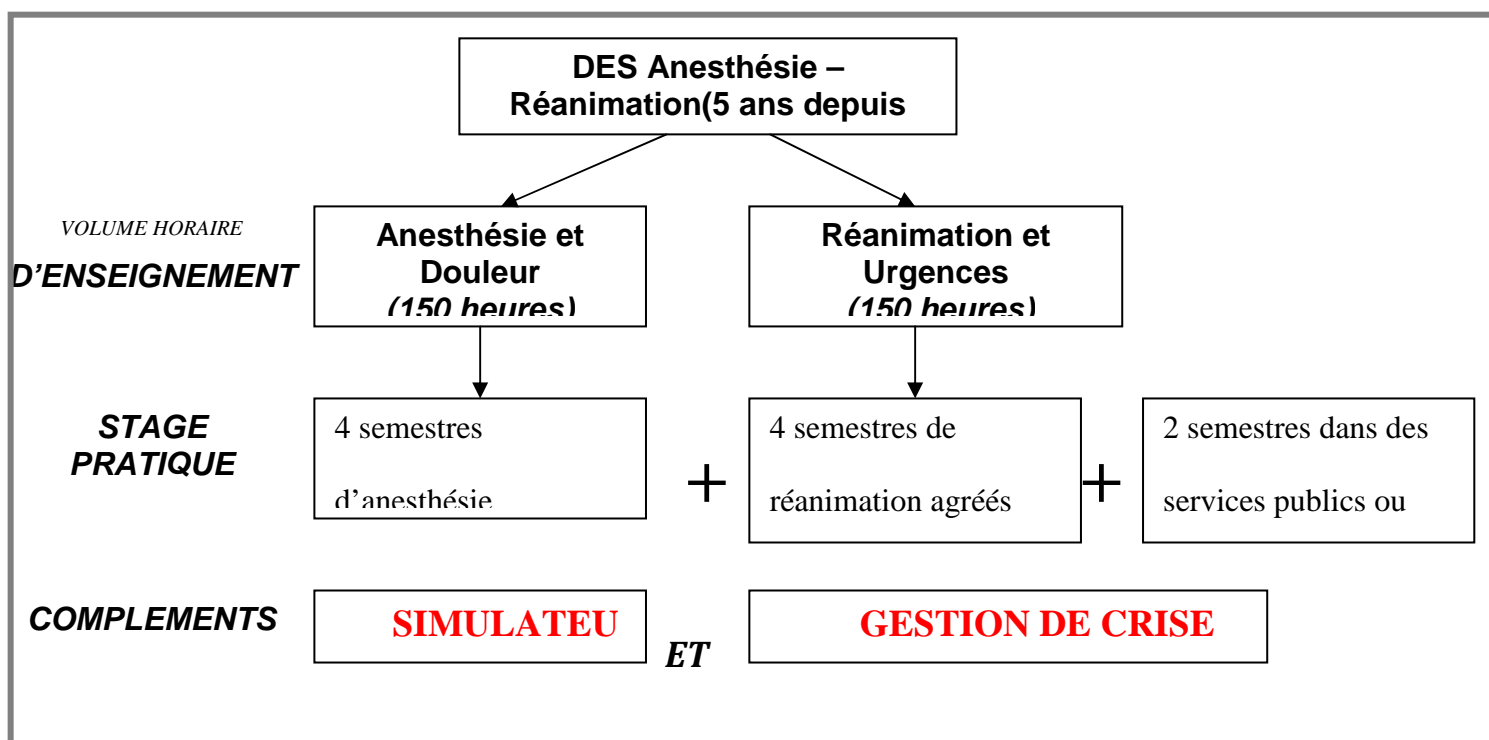 DES Anesthésie –
Réanimation(5 ans depuis
VOLUME HORAIRE
D’ENSEIGNEMENT
Anesthésie et
Douleur
(150 heures)
Réanimation et
Urgences
(150 heures)
STAGE
PRATIQUE
4 semestres
d’anesthésie
+
4 semestres de
réanimation agréés
+
2 semestres dans des
services publics ou
COMPLEMENTS
SIMULATEU
ET
GESTION DE CRISE